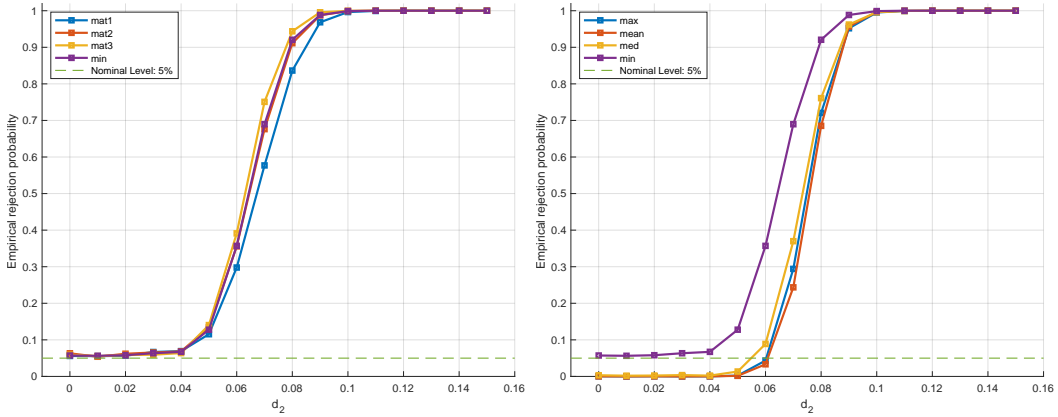 1
0.9
0.8
0.7
0.6
0.5
0.4
0.3
0.2
0.1
0
Empirical rejection probability
mat1
mat2
mat3
min
Nominal Level: 5%
0 0.02 0.04 0.06 0.08 0.1 0.12 0.14 0.16
d2
1
0.9
0.8
0.7
0.6
0.5
0.4
0.3
0.2
0.1
0
Empirical rejection probability
max
mean
med
min
Nominal Level: 5%
0 0.02 0.04 0.06 0.08 0.1 0.12 0.14 0.16
d2